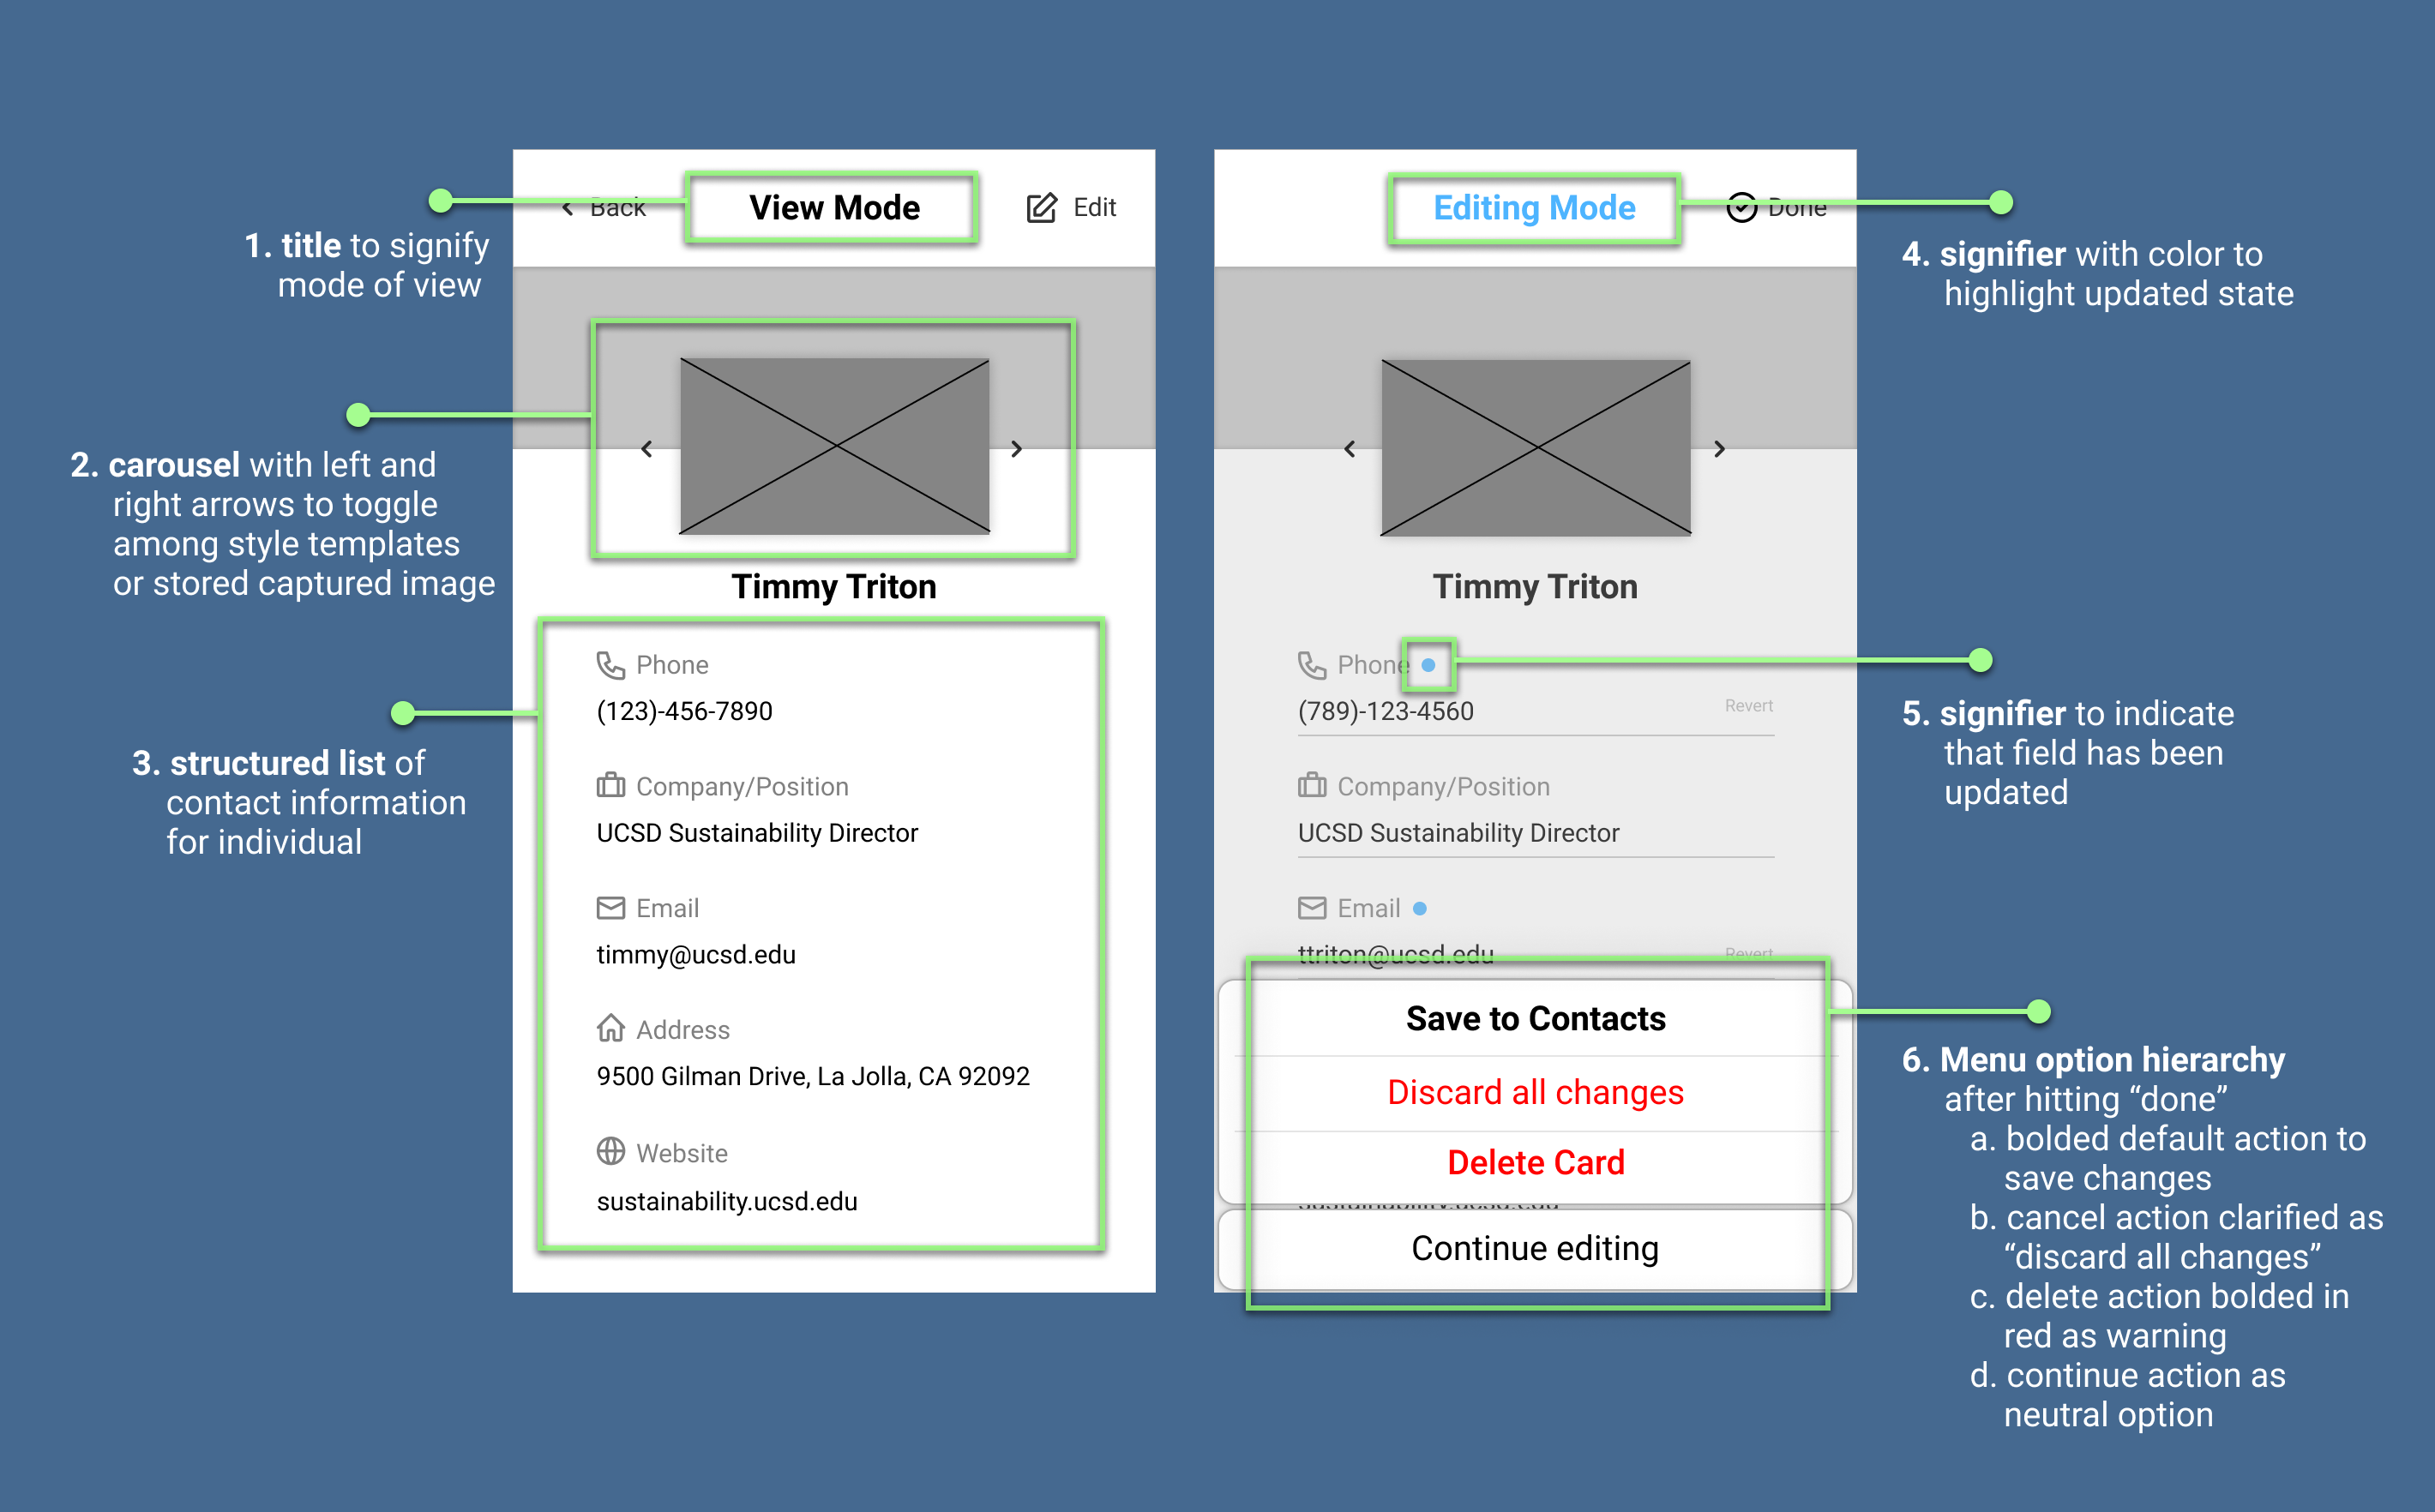 1. title to signify
mode of view
2. carousel with left and
right arrows to toggle
among style templates
or stored captured image
3. structured list of
contact information
for individual
Back
View Mode
Edit
Timmy Triton
Phone
(123)-456-7890
Company/Position
UCSD Sustainability Director
Email
timmy@ucsd.edu
Address
9500 Gilman Drive, La Jolla, CA 92092
Website
sustainability.ucsd.edu
Editing Mode
Done
Timmy Triton
Phone
(789)-123-4560
Revert
Company/Position
UCSD Sustainability Director
Email
ttriton@ucsd.edu
Revert
Save to Contacts
Discard all changes
Delete Card
sustainability.ucsd.edu
Continue editing
4. signifier with color to
highlight updated state
5. signifier to indicate
that field has been
updated
6. Menu option hierarchy
after hitting “done”
a. bolded default action to
save changes
b. cancel action clarified as
“discard all changes”
c. delete action bolded in
red as warning
d. continue action as
neutral option